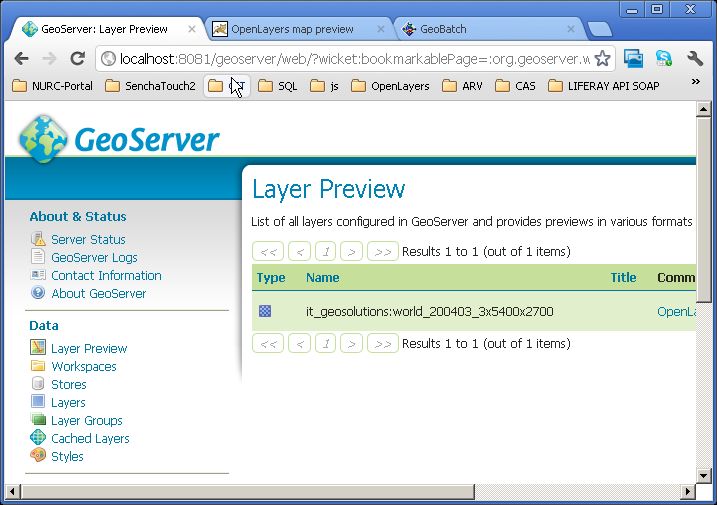 GeoServer: Layer Preview
OpenLayers map preview
GeoBatch
localhost:8081/geoserver/web/?wicket:bookmarkablePage=:org.geoserver.w
NURC-Portal SenchaTouch2 SQL js OpenLayers ARV CAS LIFERAY API SOAP »
GeoServer
About & Status
Server Status
GeoServer Logs
Contact Information
About GeoServer
Data
Layer Preview
Workspaces
Stores
Layers
Layer Groups
Cached Layers
Styles
Layer Preview
List of all layers configured in GeoServer and provides previews in various formats
<< < 1 > >> Results 1 to 1 (out of 1 items)
Type Name Title Comm
it_geosolutions:world_200403_3x5400x2700 OpenLa
<< < 1 > >> Results 1 to 1 (out of 1 items)